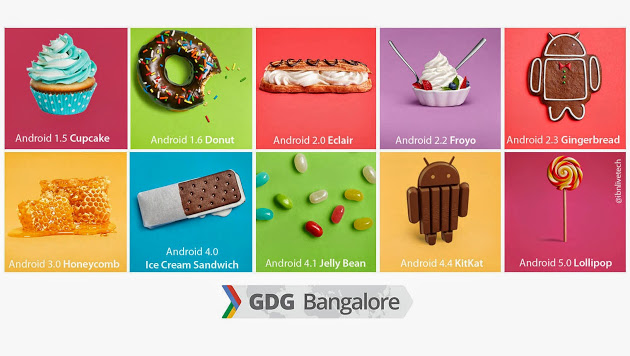 Android 1.5 Cupcake
Android 1.6 Donut
Android 2.0 Eclair
Android 2.2 Froyo
Android 2.3 Gingerbread
Android 3.0 Honeycomb
Android 4.0
Ice Cream Sandwich
Android 4.1 Jelly Bean
Android 4.4 KitKat
Android 5.0 Lollipop
@ibnlivetech
GDG Bangalore